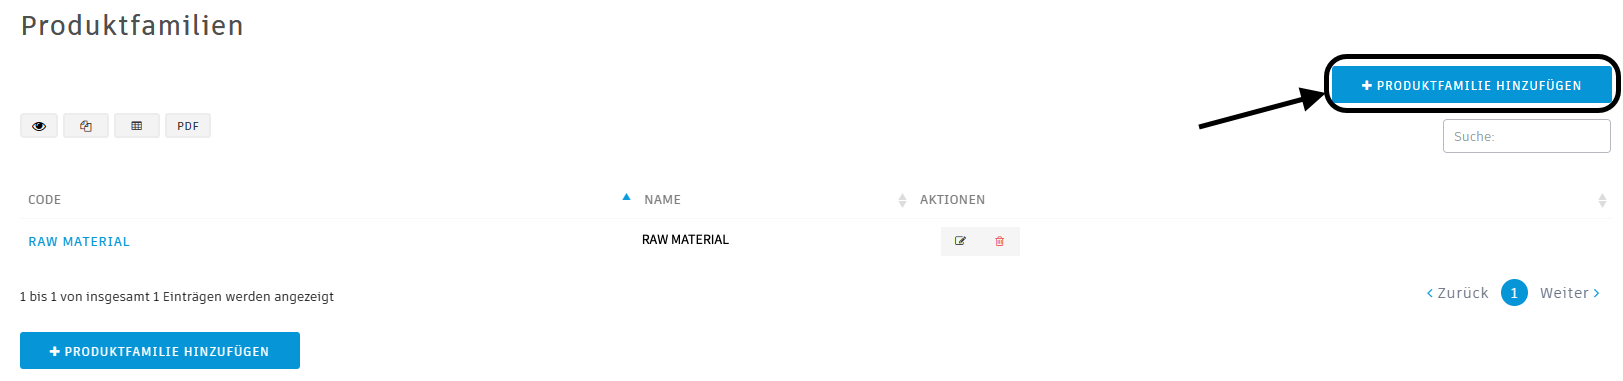 Produktfamilien
PRODUKTFAMILIE HINZUFÜGEN
PDF
Suche:
CODE NAME AKTIONEN
RAW MATERIAL RAW MATERIAL
1 bis 1 von insgesamt 1 Einträgen werden angezeigt
Zurück 1 Weiter
PRODUKTFAMILIE HINZUFÜGEN